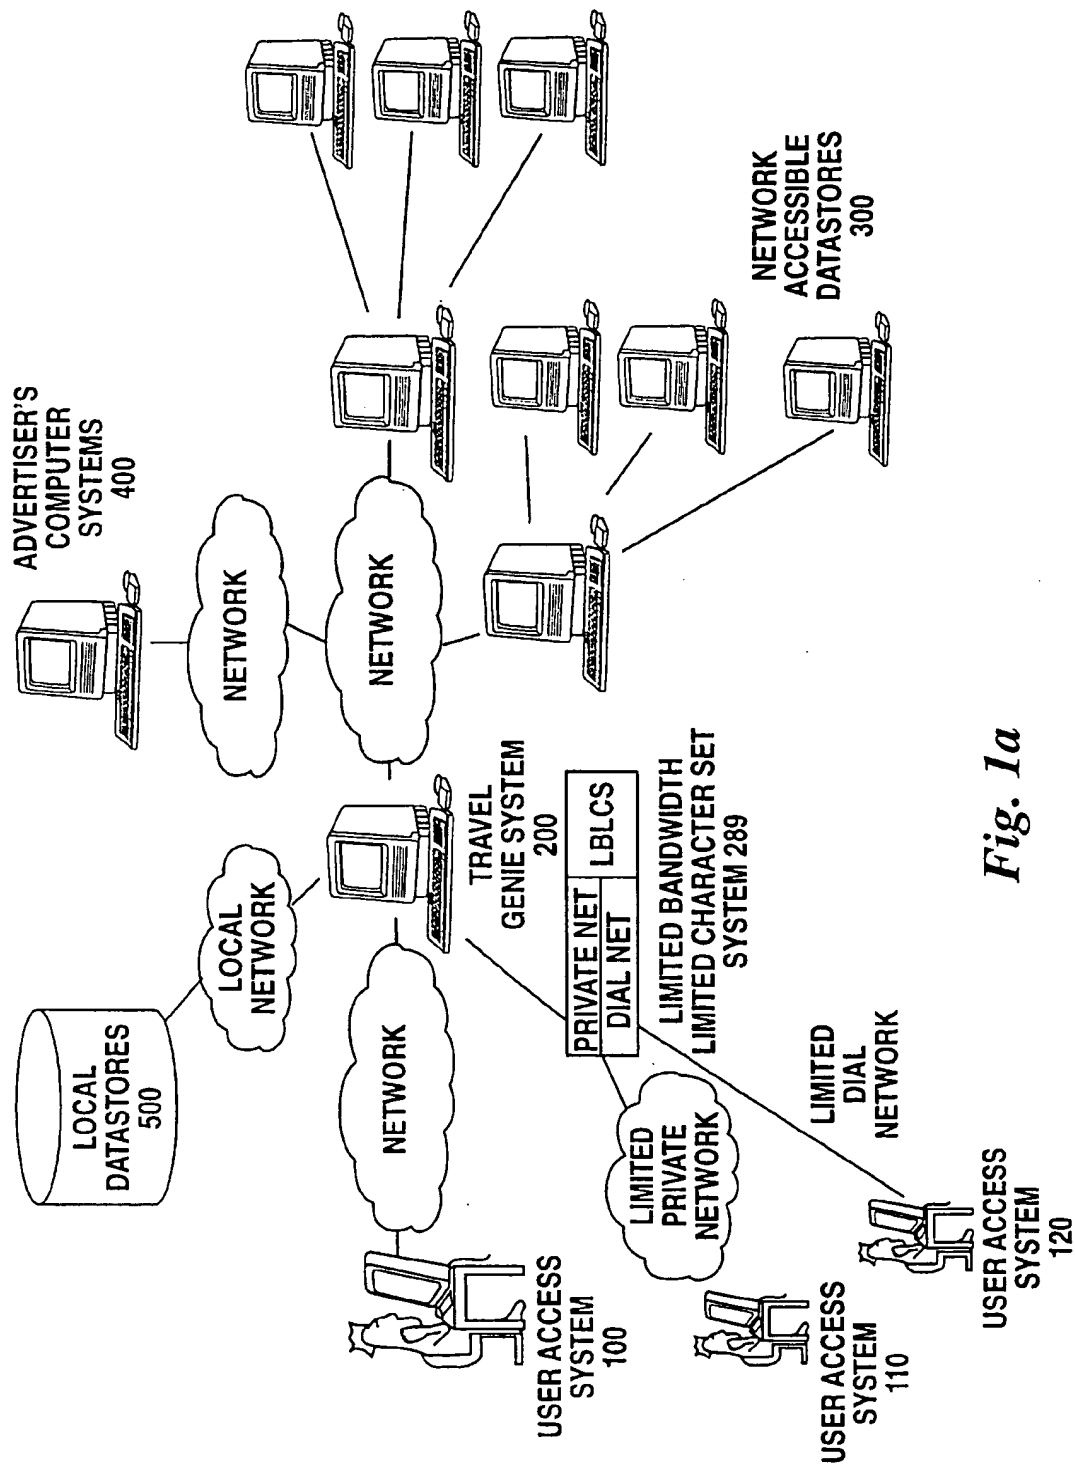 ADVERTISER'S
COMPUTER
SYSTEMS
400
LOCAL
DATASTORES
500
LOCAL
NETWORK
NETWORK
NETWORK
NETWORK
TRAVEL
GENIE SYSTEM
200
PRIVATE NET
DIAL NET
LBLCS
LIMITED BANDWIDTH
LIMITED CHARACTER SET
SYSTEM 289
NETWORK
ACCESSIBLE
DATASTORES
300
USER ACCESS
SYSTEM
100
LIMITED
PRIVATE
NETWORK
USER ACCESS
SYSTEM
110
LIMITED
DIAL
NETWORK
USER ACCESS
SYSTEM
120
Fig. 1a